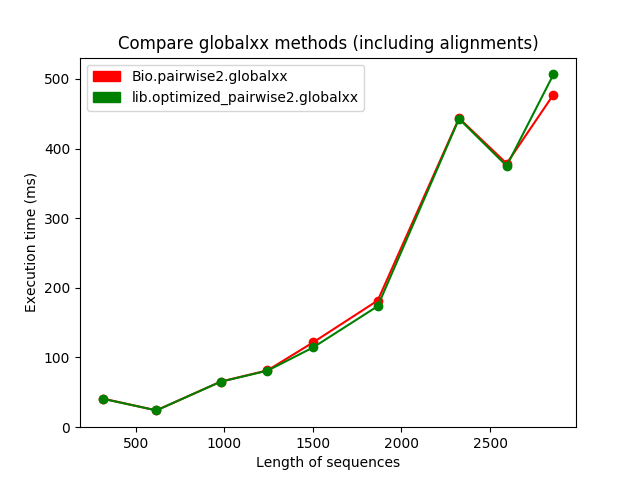 Compare globalxx methods (including alignments)
Bio.pairwise2.globalxx
lib.optimized_pairwise2.globalxx
Execution time (ms)
500
400
300
200
100
0
500 1000 1500 2000 2500
Length of sequences